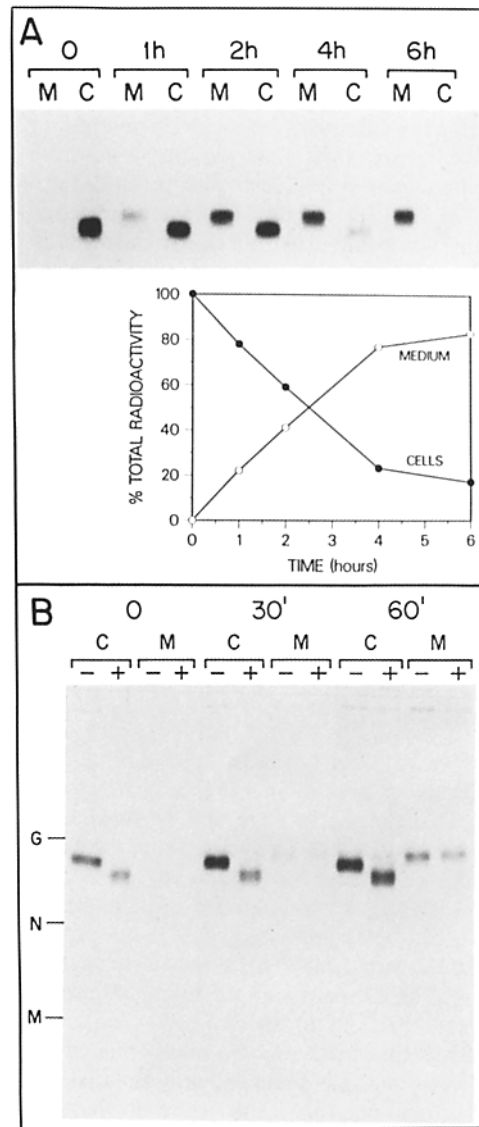 A
0 1h 2h 4h 6h
M C M C M C M C M C
100
80
60
40
20
0
% TOTAL RADIOACTIVITY
MEDIUM
CELLS
0 1 2 3 4 5 6
TIME (hours)
B
0 30' 60'
C M C M C M
– + – + – + – + – + – +
G —
N —
M —